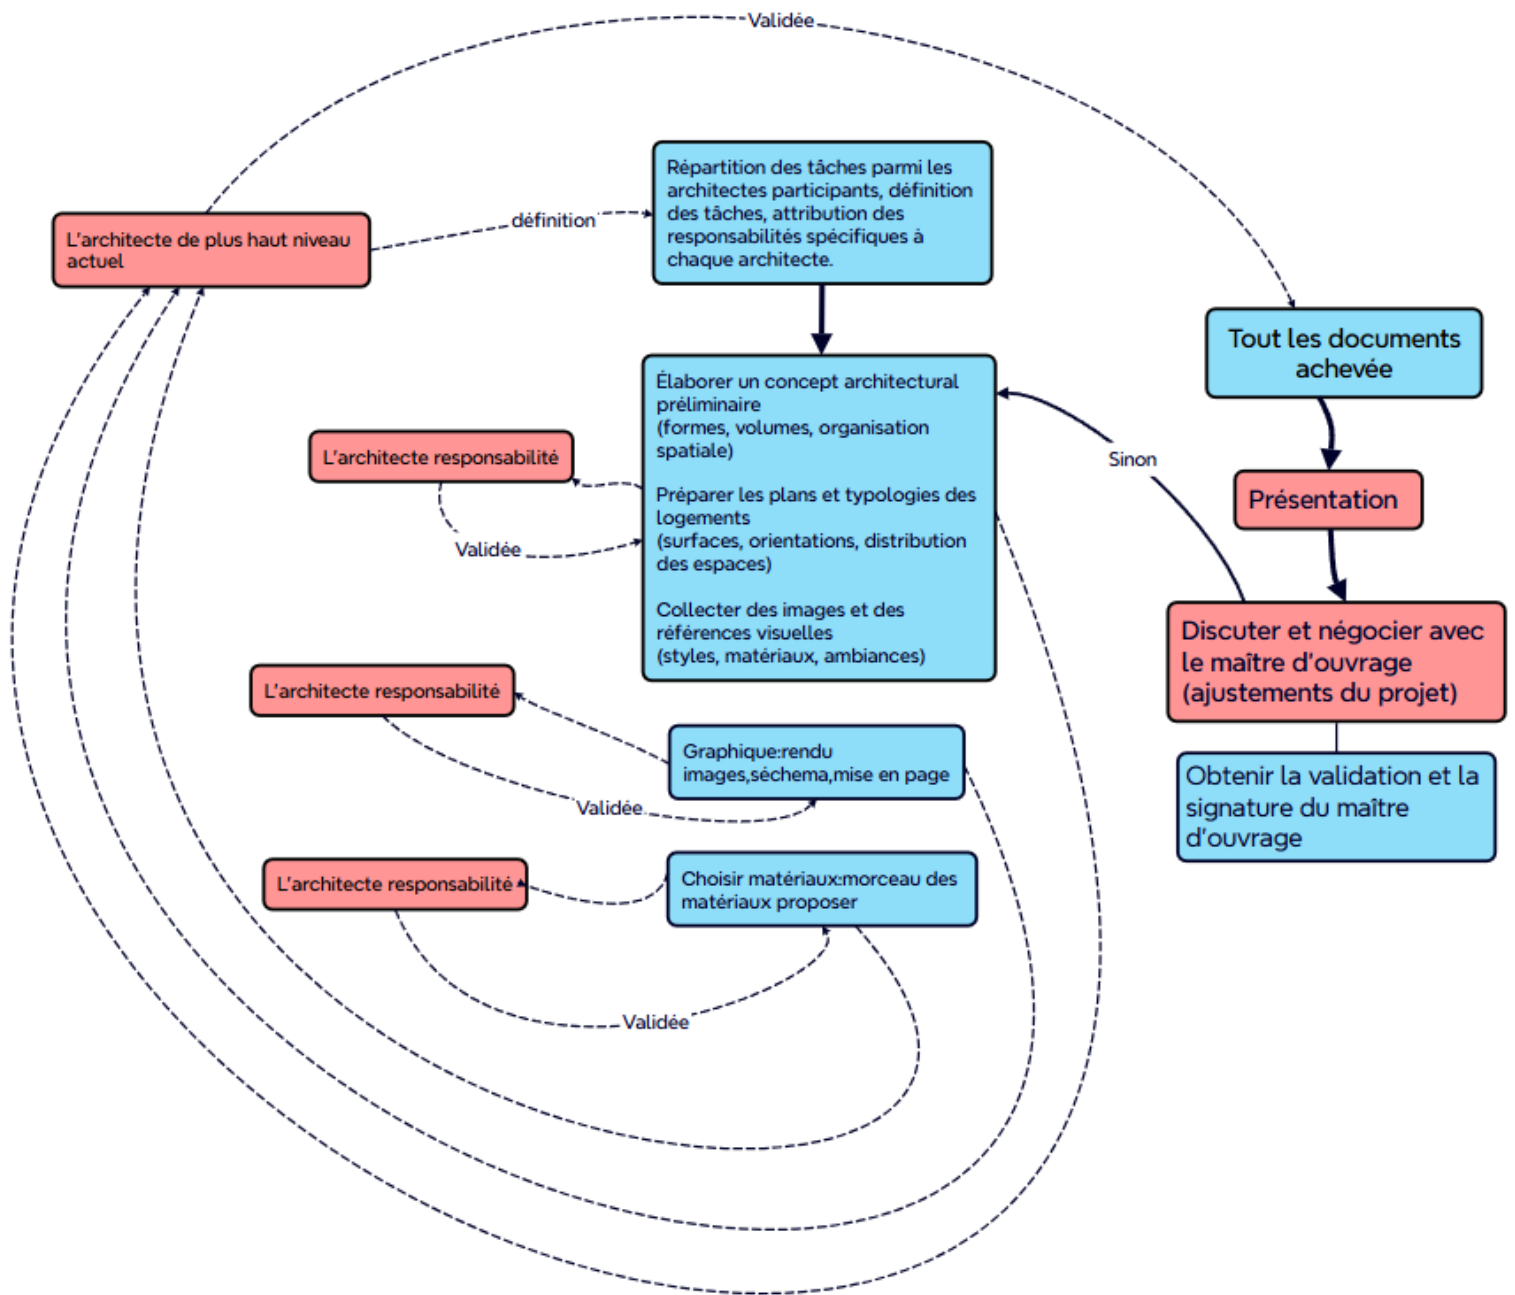 Validée
Répartition des tâches parmi les
architectes participants, définition
des tâches, attribution des
responsabilités spécifiques à
chaque architecte.
définition
L'architecte de plus haut niveau
actuel
Tout les documents
achevée
Élaborer un concept architectural
préliminaire
(formes, volumes, organisation
spatiale)
Préparer les plans et typologies des
logements
(surfaces, orientations, distribution
des espaces)
Collecter des images et des
références visuelles
(styles, matériaux, ambiances)
L'architecte responsabilité
Validée
Sinon
Présentation
Discuter et négocier avec
le maître d'ouvrage
(ajustements du projet)
Obtenir la validation et la
signature du maître
d'ouvrage
L'architecte responsabilité
Graphique:rendu
images,séchema,mise en page
Validée
L'architecte responsabilité
Choisir matériaux:morceau des
matériaux proposer
Validée